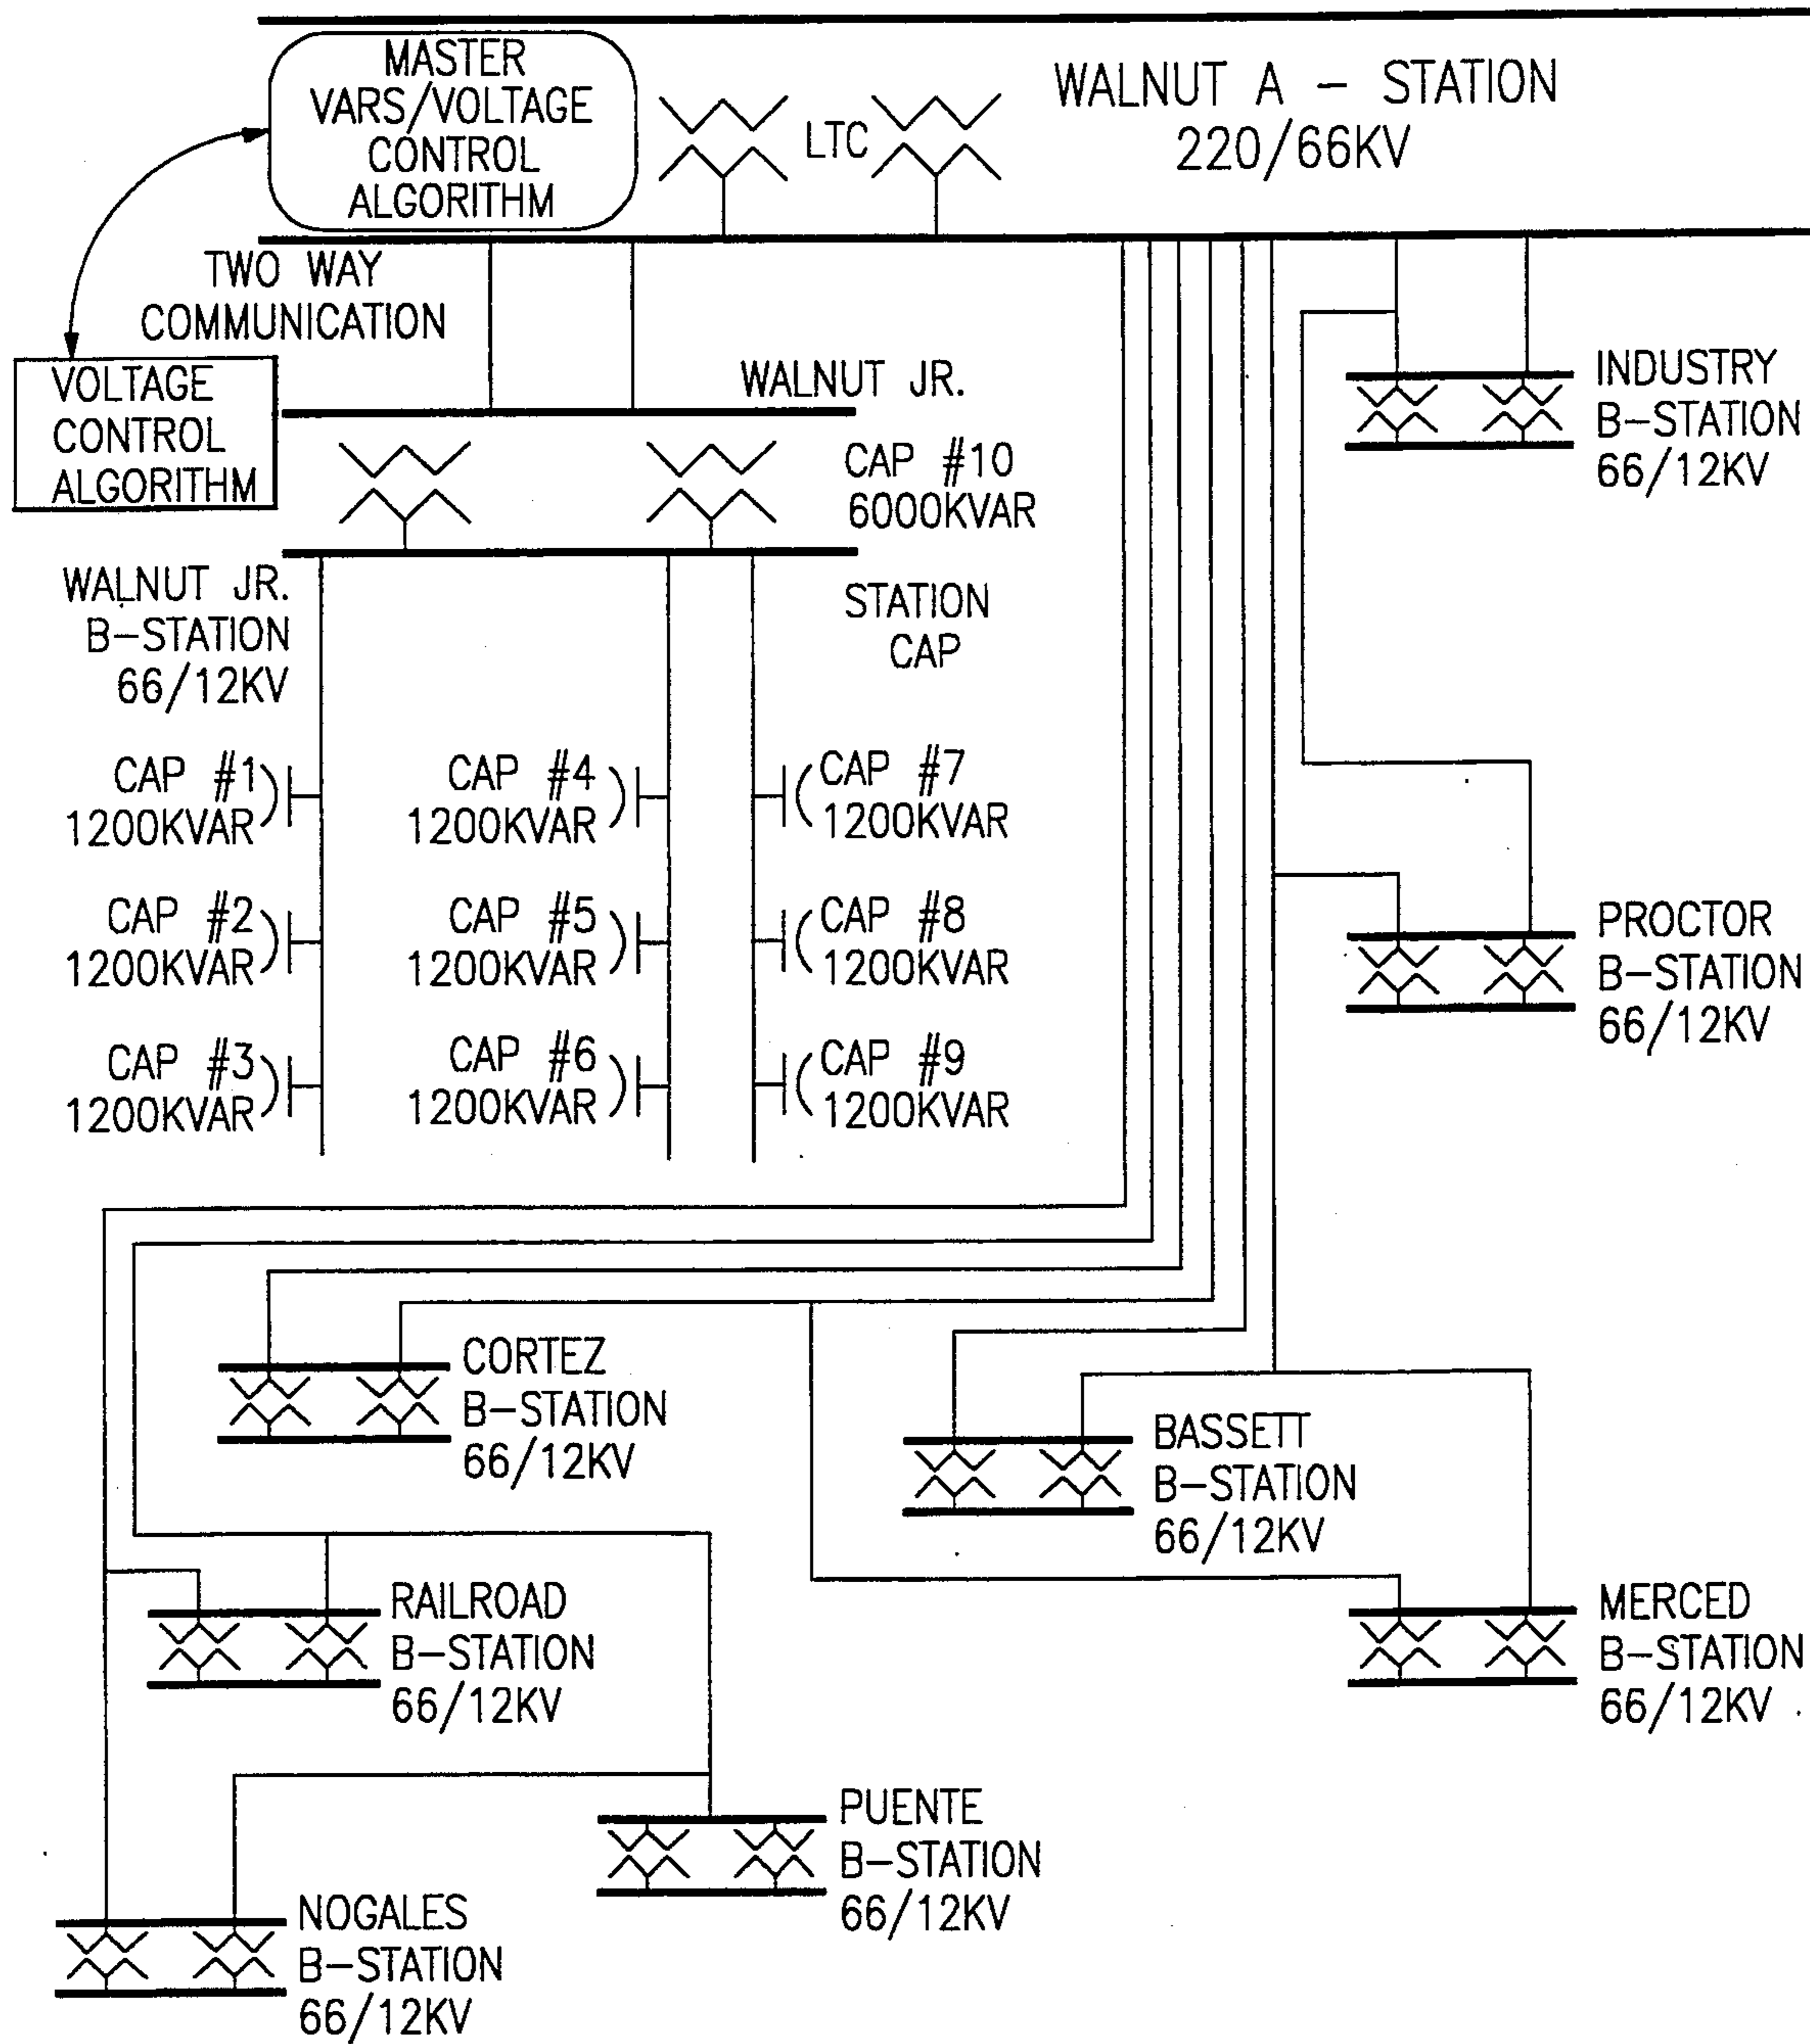 MASTER
VARS/VOLTAGE
CONTROL
ALGORITHM
LTC
WALNUT A – STATION
220/66KV
TWO WAY
COMMUNICATION
VOLTAGE
CONTROL
ALGORITHM
WALNUT JR.
CAP #10
6000KVAR
INDUSTRY
B–STATION
66/12KV
WALNUT JR.
B–STATION
66/12KV
STATION
CAP
CAP #1
1200KVAR
CAP #4
1200KVAR
CAP #7
1200KVAR
CAP #2
1200KVAR
CAP #5
1200KVAR
CAP #8
1200KVAR
PROCTOR
B–STATION
66/12KV
CAP #3
1200KVAR
CAP #6
1200KVAR
CAP #9
1200KVAR
CORTEZ
B–STATION
66/12KV
BASSETT
B–STATION
66/12KV
RAILROAD
B–STATION
66/12KV
MERCED
B–STATION
66/12KV
PUENTE
B–STATION
66/12KV
NOGALES
B–STATION
66/12KV